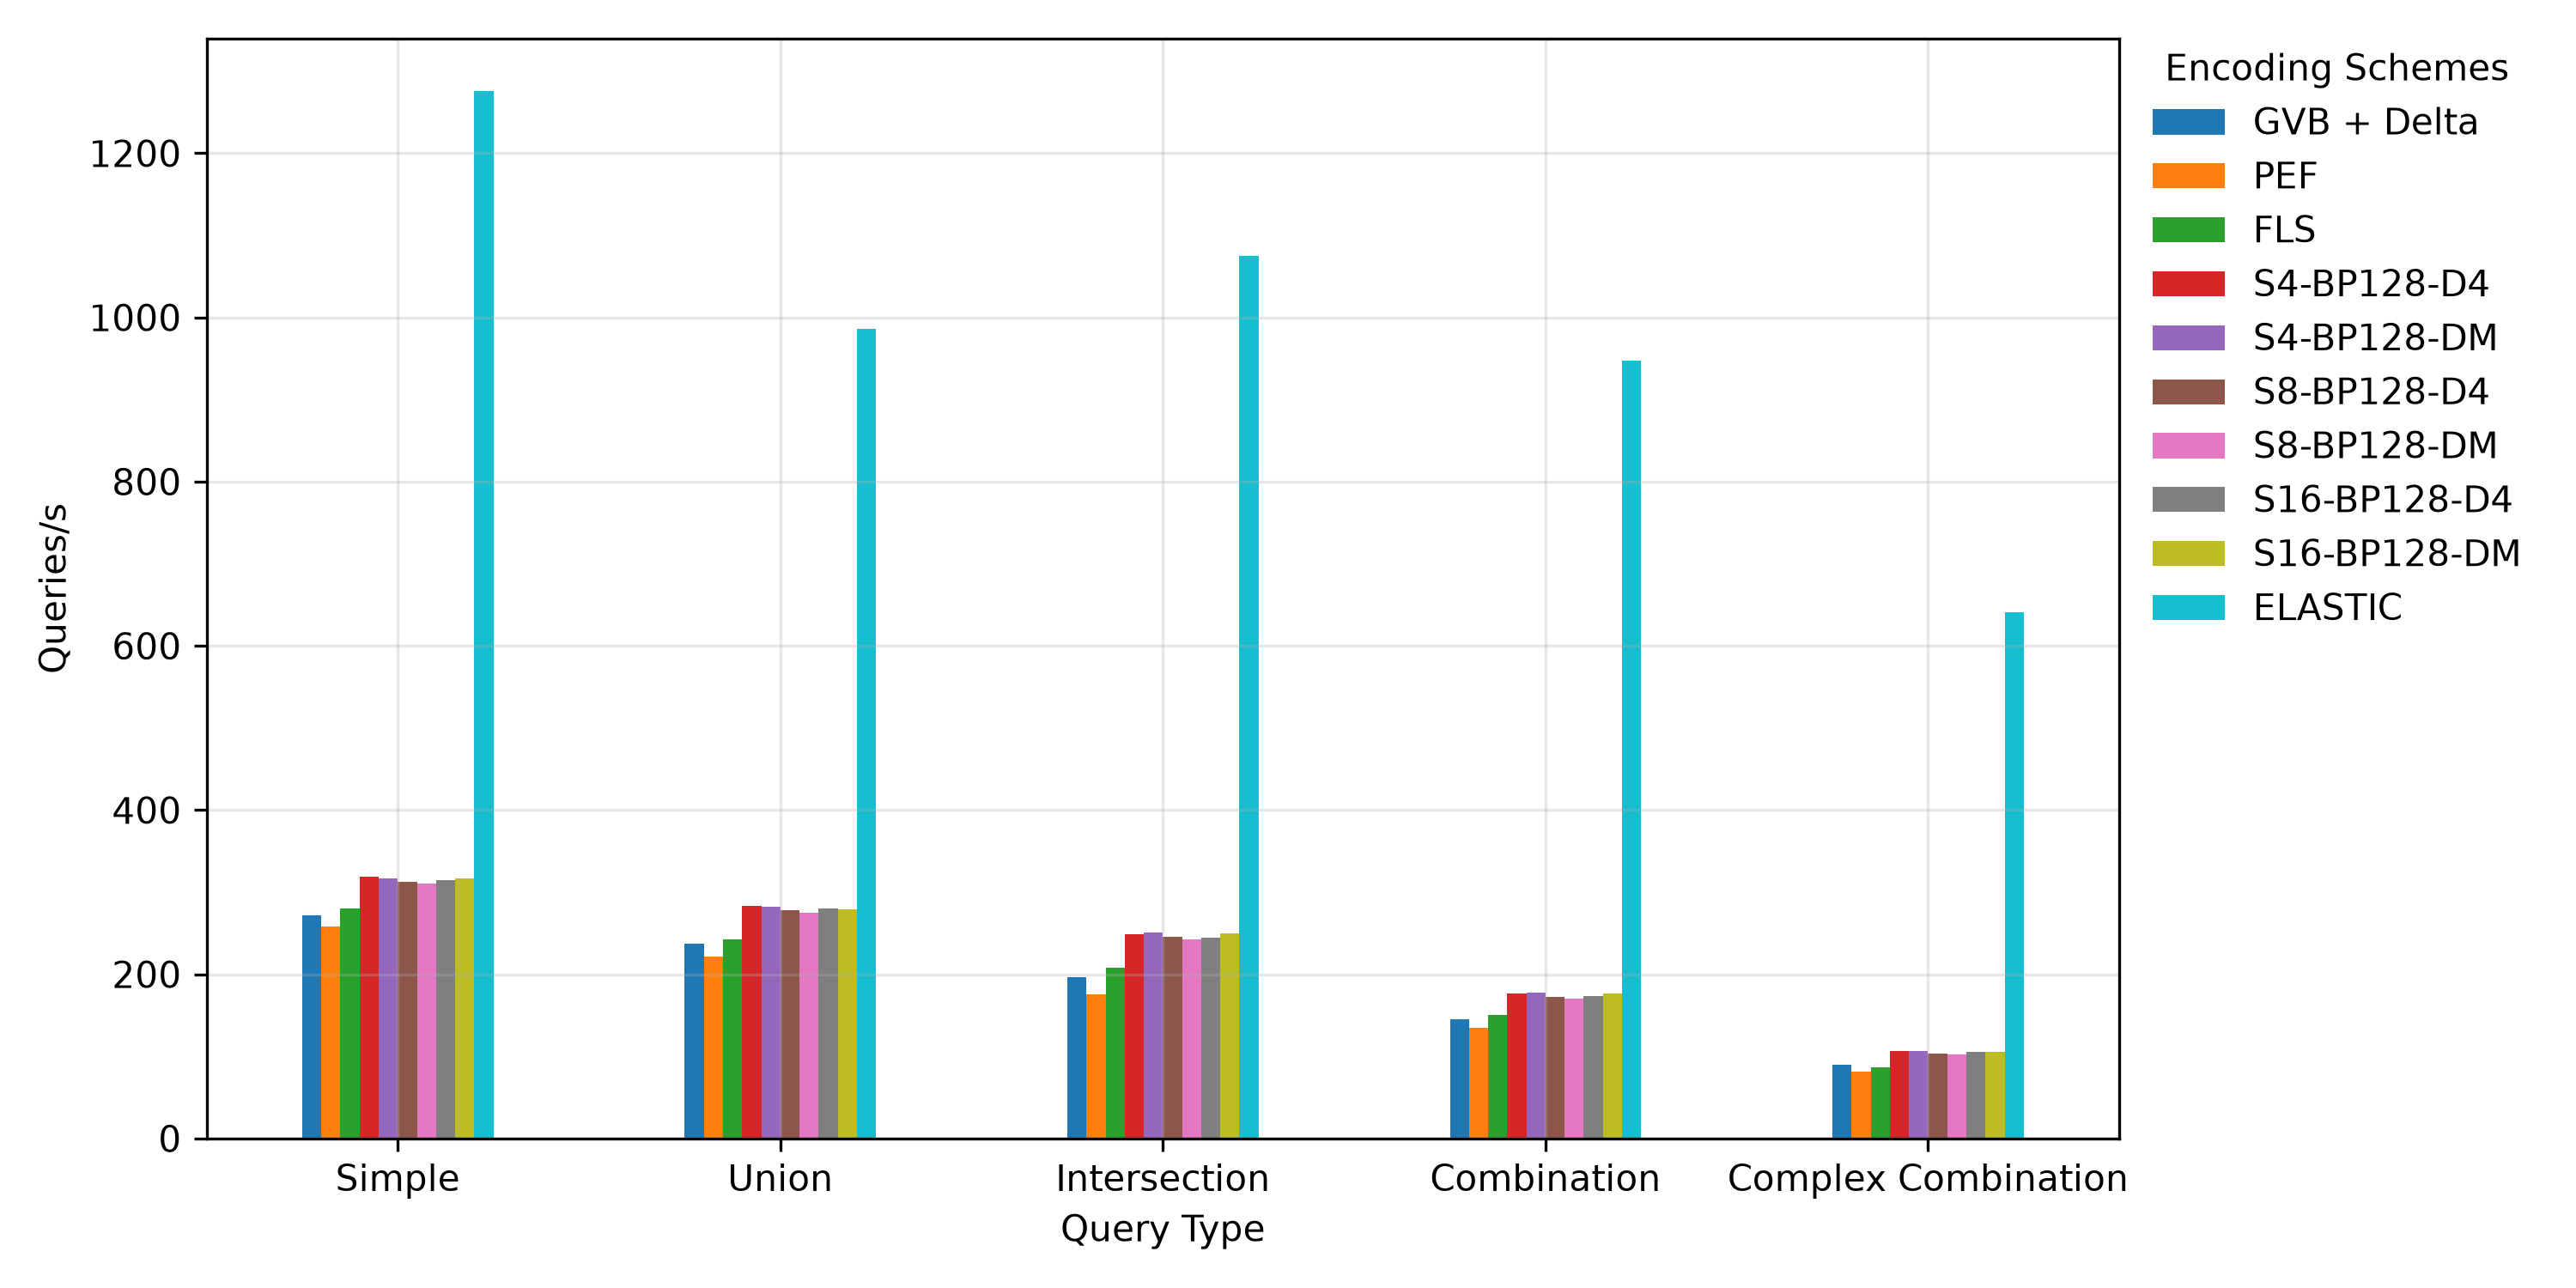 Queries/s
1200
1000
800
600
400
200
0
Simple
Union
Intersection
Combination
Complex Combination
Query Type
Encoding Schemes
GVB + Delta
PEF
FLS
S4-BP128-D4
S4-BP128-DM
S8-BP128-D4
S8-BP128-DM
S16-BP128-D4
S16-BP128-DM
ELASTIC